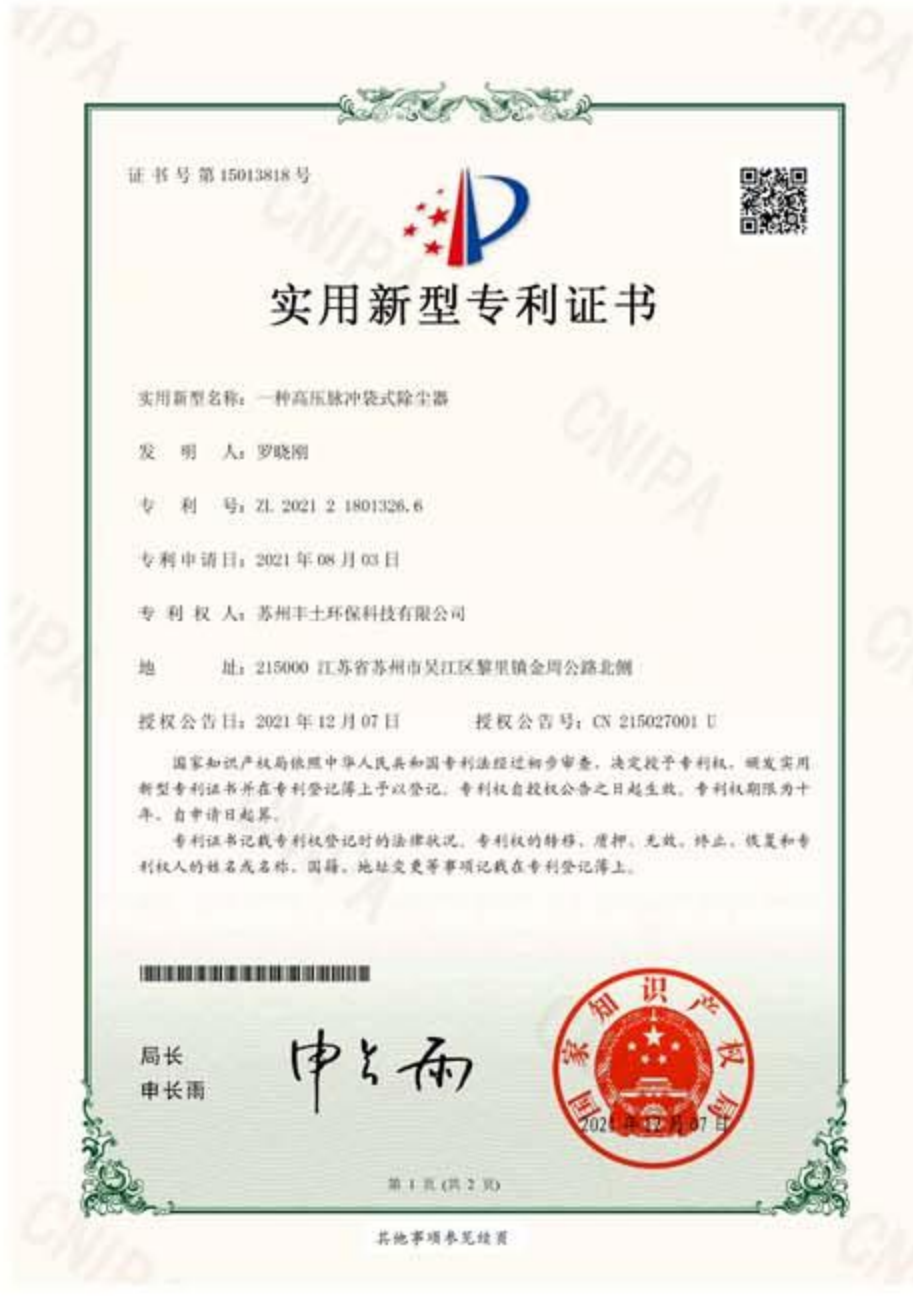 证书号第15013818号
实用新型专利证书
实用新型名称：一种高压脉冲袋式除尘器
发明人：罗晓刚
专利号：ZL 2021 2 1801326.6
专利申请日：2021年08月03日
专利权人：苏州丰土环保科技有限公司
地址：215000 江苏省苏州市吴江区黎里镇金周公路北侧
授权公告日：2021年12月07日 授权公告号：CN 215027001 U
国家知识产权局依照中华人民共和国专利法经过初步审查，决定授予专利权，颁发实用
新型专利证书并在专利登记簿上予以登记。专利权自授权公告之日起生效。专利权期限为十
年，自申请日起算。
专利证书记载专利权登记时的法律状况。专利权的转移、质押、无效、终止、恢复和专
利权人的姓名或名称、国籍、地址变更等事项记载在专利登记簿上。
局长
申长雨
申长雨
国家知识产权局
2021年12月07日
第 1 页 (共 2 页)
其他事项参见续页
CNIPA
CNIPA
CNIPA
CNIPA
CNIPA